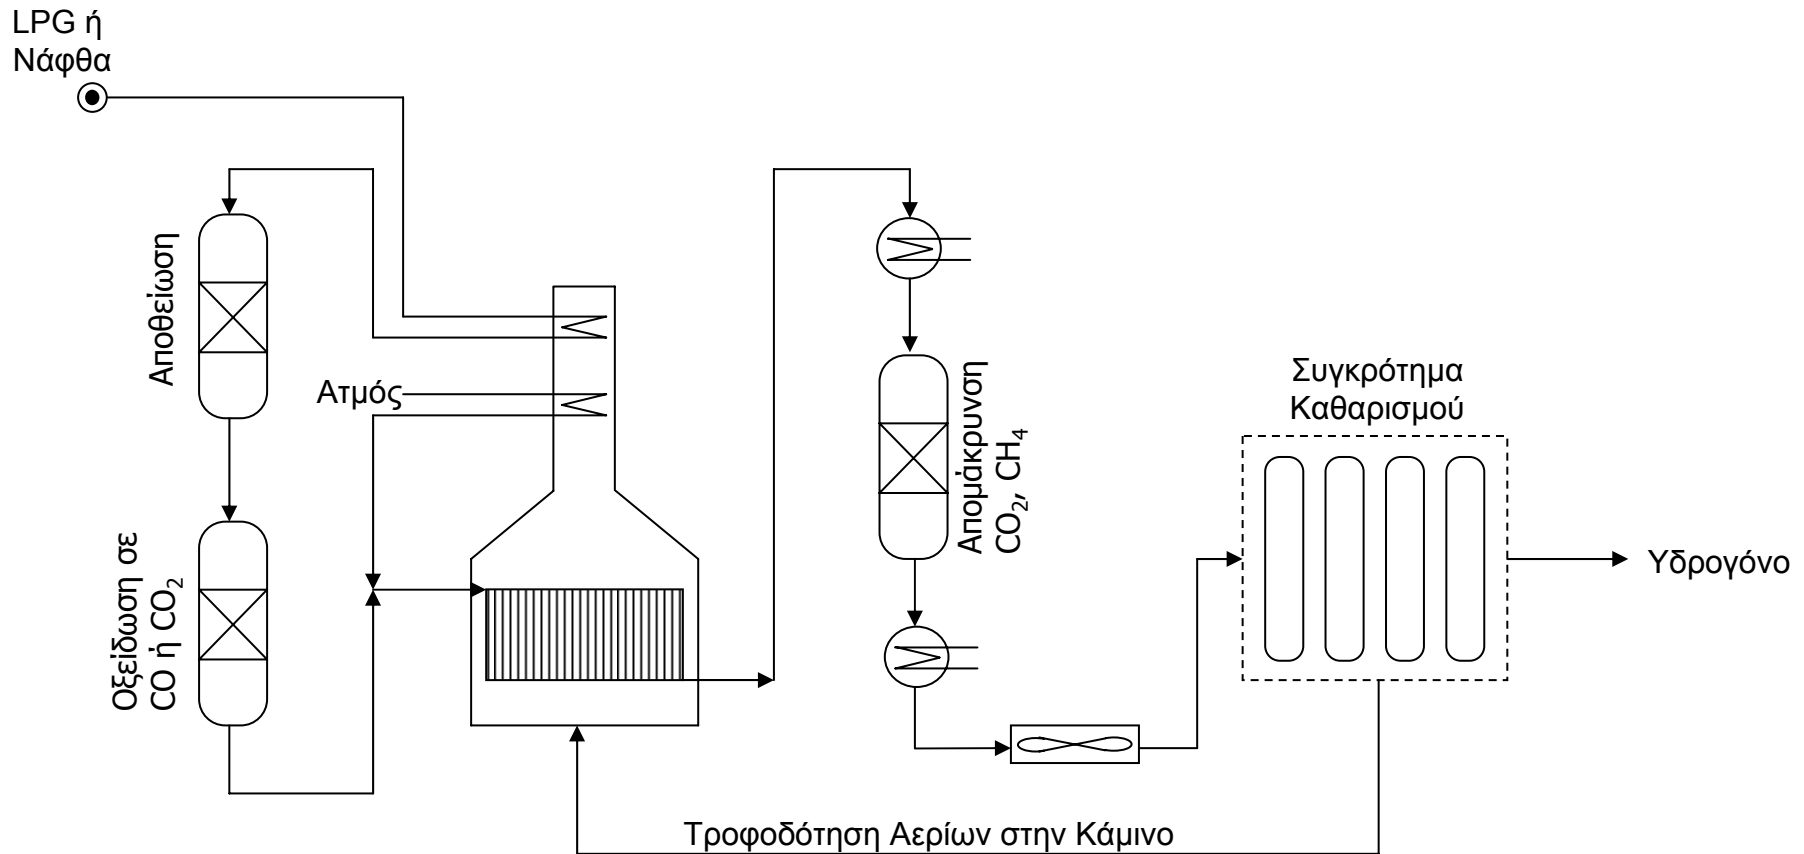 LPG ή
Νάφθα
Αποθείωση
Ατμός
Οξείδωση σε
CO ή CO₂
Απομάκρυνση
CO₂, CH₄
Συγκρότημα
Καθαρισμού
Υδρογόνο
Τροφοδότηση Αερίων στην Κάμινο